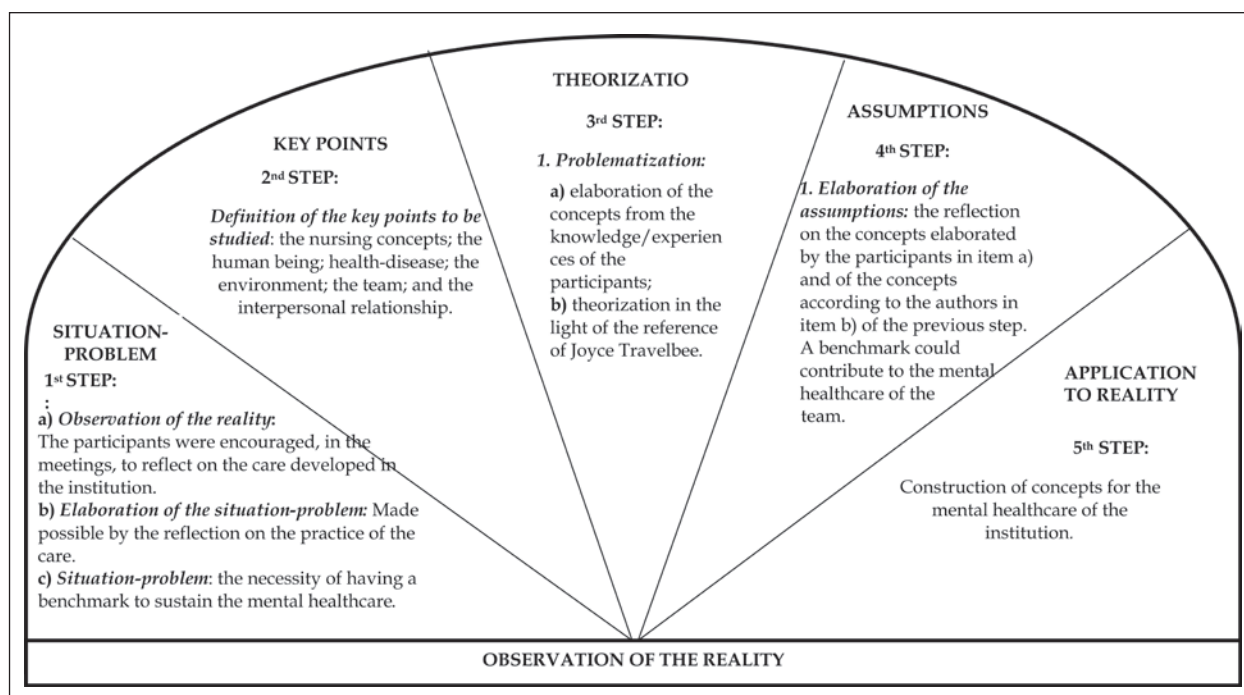 SITUATION-
PROBLEM
1st STEP:
:
a) Observation of the reality:
The participants were encouraged, in the
meetings, to reflect on the care developed in
the institution.
b) Elaboration of the situation-problem: Made
possible by the reflection on the practice of the
care.
c) Situation-problem: the necessity of having a
benchmark to sustain the mental healthcare.
KEY POINTS
2nd STEP:
Definition of the key points to be
studied: the nursing concepts; the
human being; health-disease; the
environment; the team; and the
interpersonal relationship.
THEORIZATIO
3rd STEP:
1. Problematization:
a) elaboration of the
concepts from the
knowledge/experien
ces of the
participants;
b) theorization in the
light of the reference
of Joyce Travelbee.
ASSUMPTIONS
4th STEP:
1. Elaboration of the
assumptions: the reflection
on the concepts elaborated
by the participants in item a)
and of the concepts
according to the authors in
item b) of the previous step.
A benchmark could
contribute to the mental
healthcare of the
team.
APPLICATION
TO REALITY
5th STEP:
Construction of concepts for the
mental healthcare of the
institution.
OBSERVATION OF THE REALITY